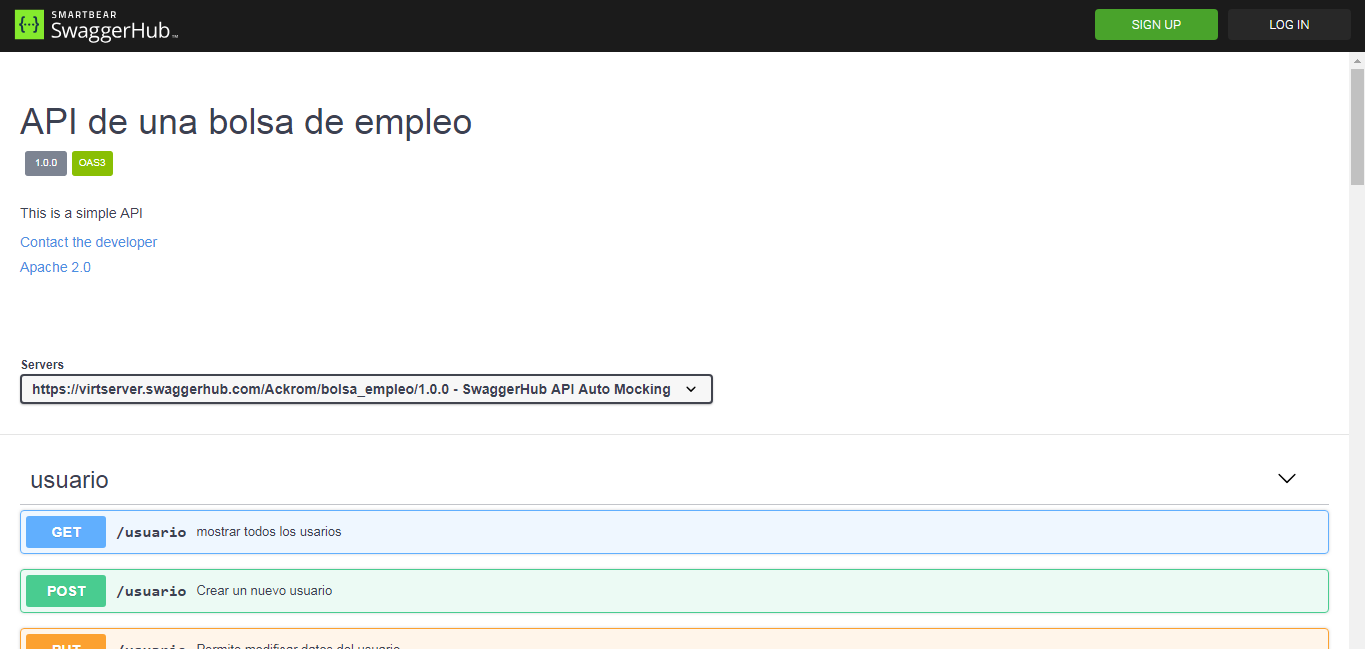 SMARTBEAR
SwaggerHub™
SIGN UP
LOG IN
API de una bolsa de empleo
1.0.0 OAS3
This is a simple API
Contact the developer
Apache 2.0
Servers
https://virtserver.swaggerhub.com/Ackrom/bolsa_empleo/1.0.0 - SwaggerHub API Auto Mocking
usuario
GET /usuario mostrar todos los usarios
POST /usuario Crear un nuevo usuario
PUT /usuario Permite modificar datos del usuario